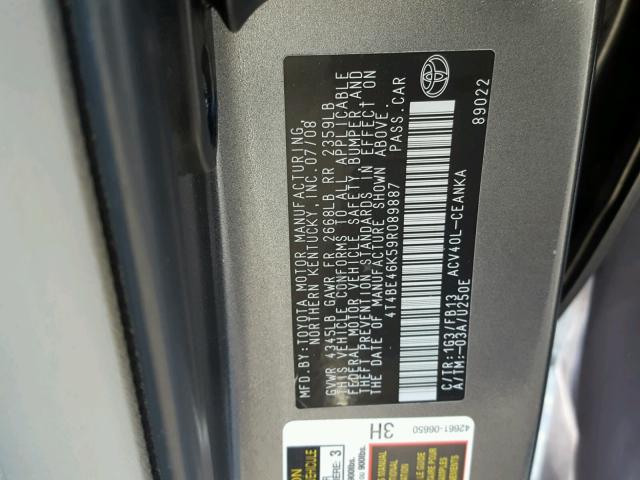 MFD.BY:TOYOTA MOTOR MANUFACTURING,
NORTHERN KENTUCKY,INC.07/08
GVWR 4345LB GAWR FR 2668LB RR 2359LB
THIS VEHICLE CONFORMS TO ALL APPLICABLE
FEDERAL MOTOR VEHICLE SAFETY,BUMPER,AND
THEFT PREVENTION STANDARDS IN EFFECT ON
THE DATE OF MANUFACTURE SHOWN ABOVE.
4T4BE46K59R089887 PASS.CAR
C/TR:1G3/FB13 ACV40L-CEANKA
A/TM:-03A/U250E 89022
42661-06650
3H